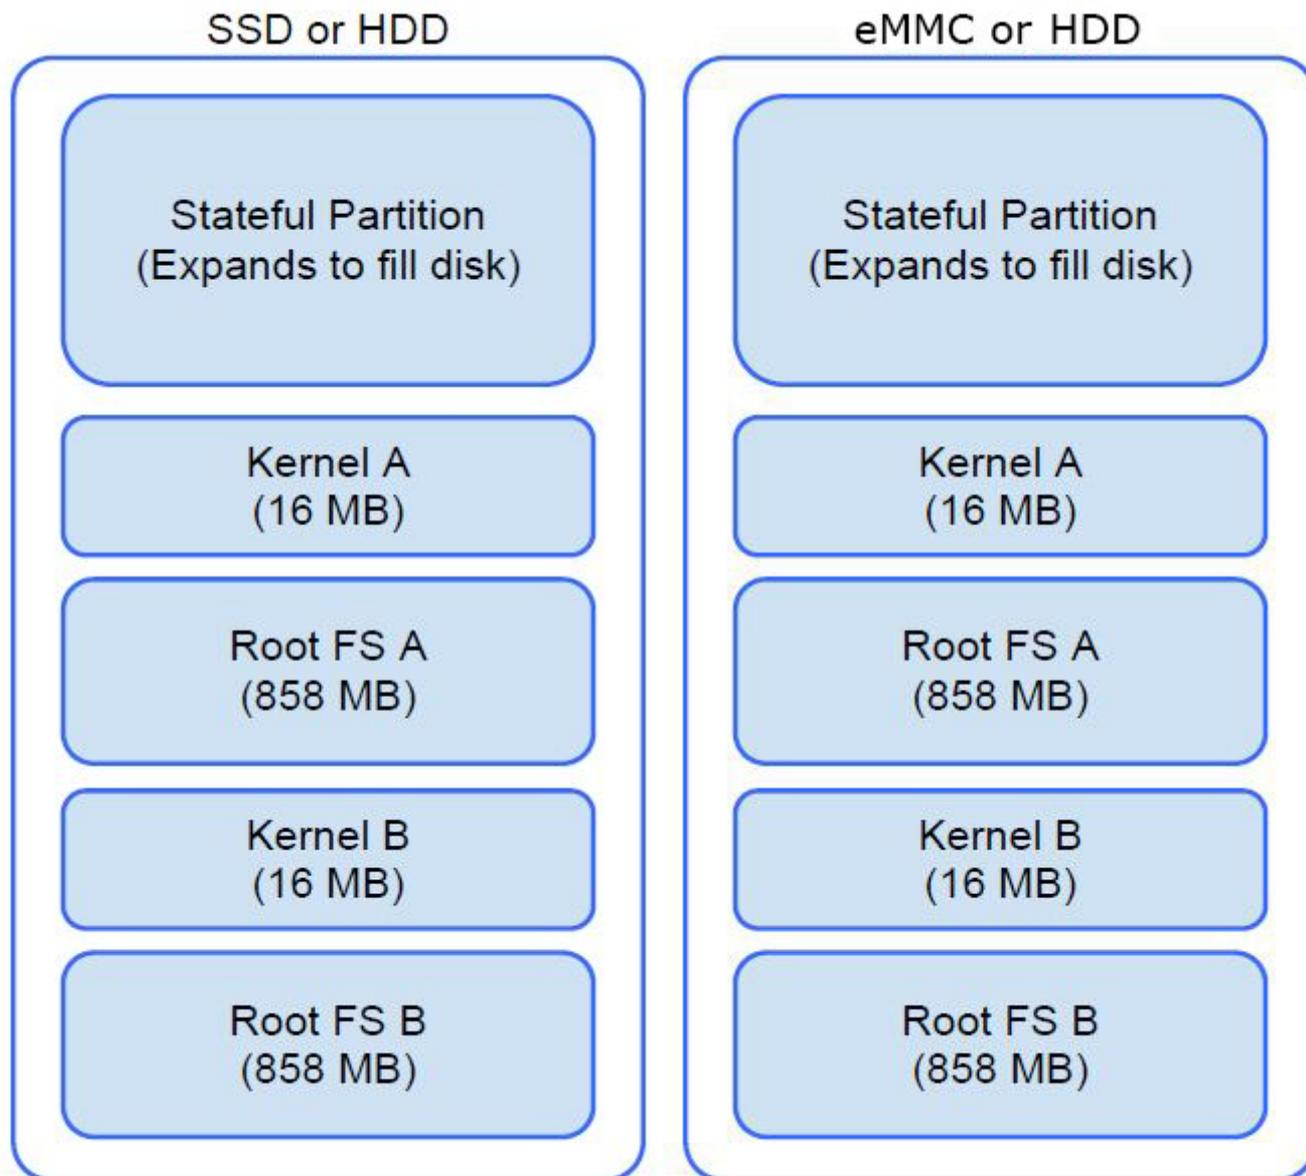 SSD or HDD
Stateful Partition
(Expands to fill disk)
Kernel A
(16 MB)
Root FS A
(858 MB)
Kernel B
(16 MB)
Root FS B
(858 MB)
eMMC or HDD
Stateful Partition
(Expands to fill disk)
Kernel A
(16 MB)
Root FS A
(858 MB)
Kernel B
(16 MB)
Root FS B
(858 MB)